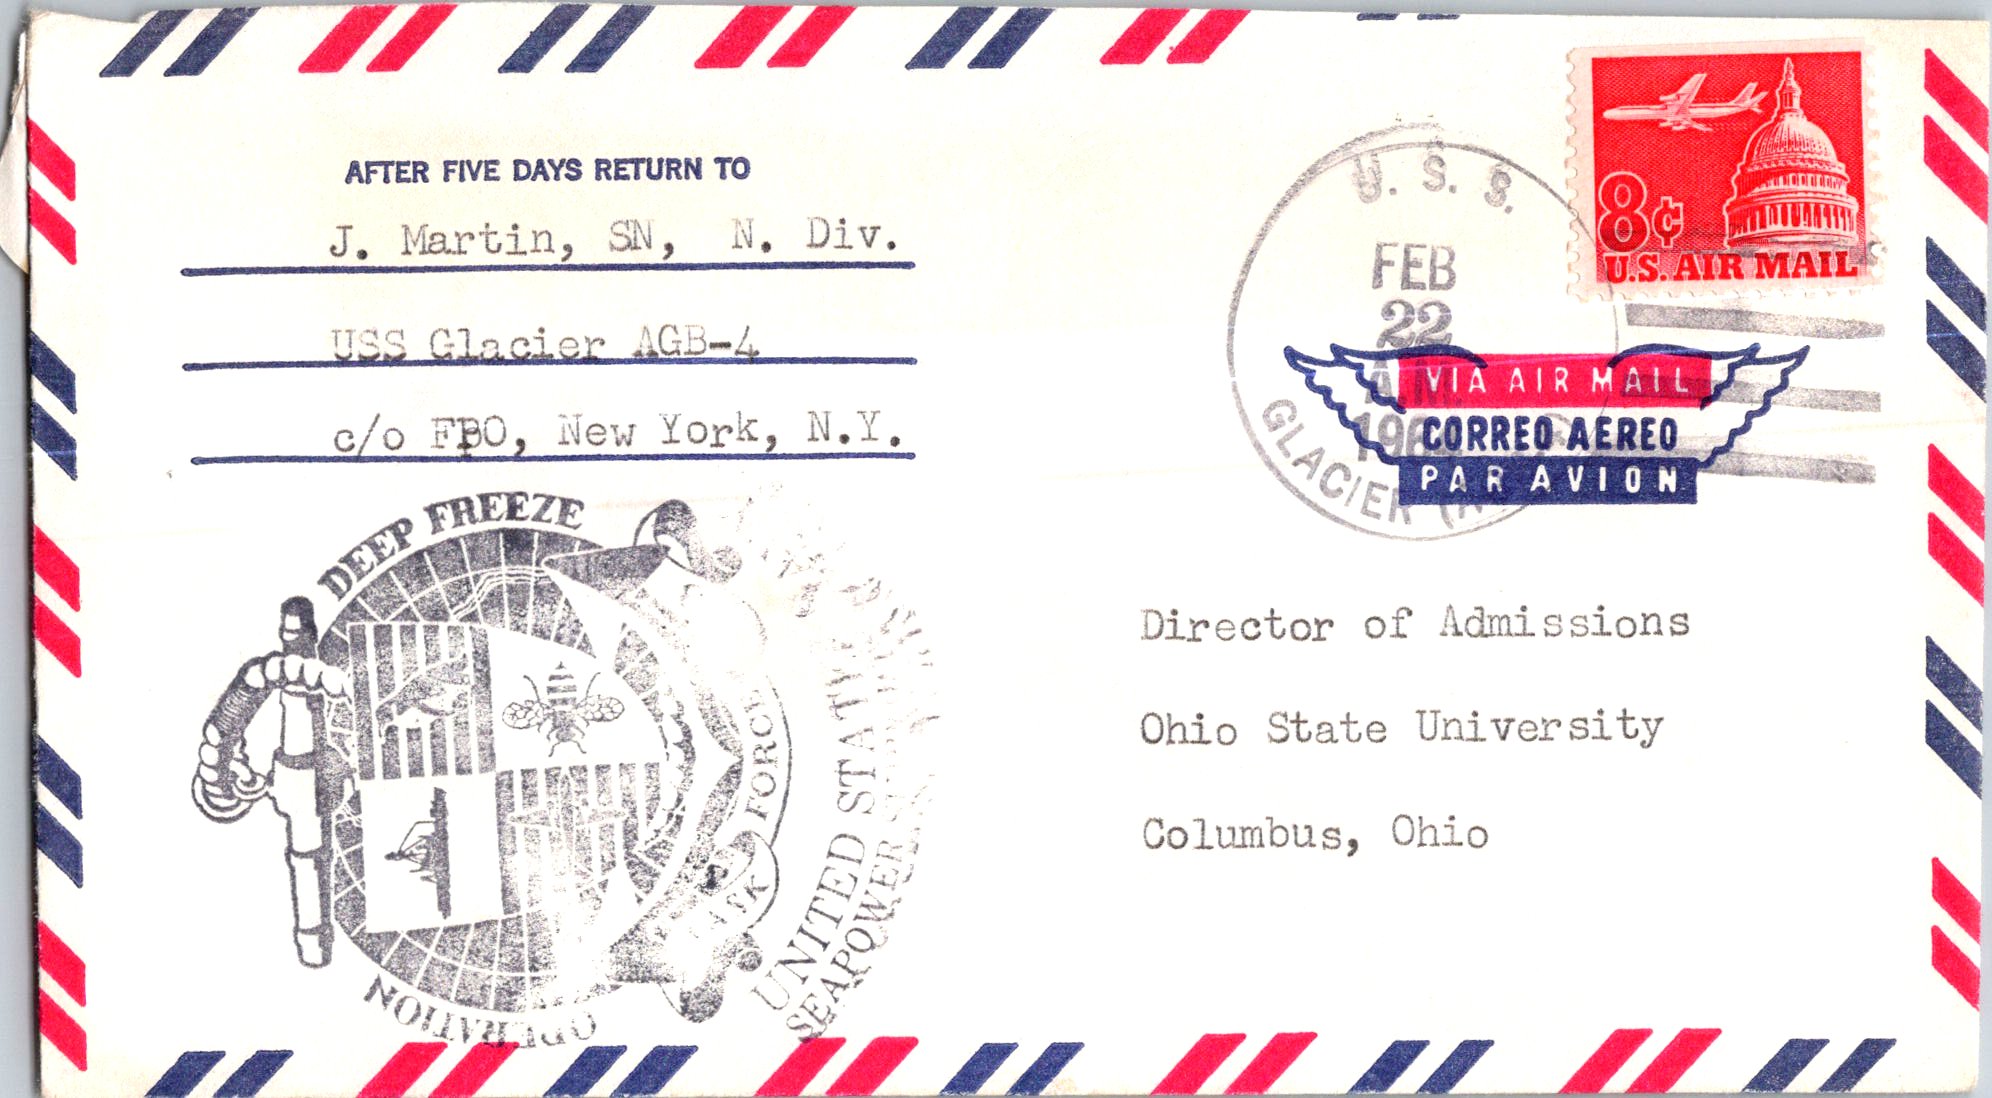 AFTER FIVE DAYS RETURN TO
J. Martin, SN, N. Div.
USS Glacier AGB-4
c/o FPO, New York, N.Y.
U. S. S.
FEB
22
A.M.
GLACIER
8¢
U.S. AIR MAIL
VIA AIR MAIL
CORREO AEREO
PAR AVION
DEEP FREEZE
OPERATION
TASK FORCE
UNITED STATES
SEAPOWER
Director of Admissions
Ohio State University
Columbus, Ohio